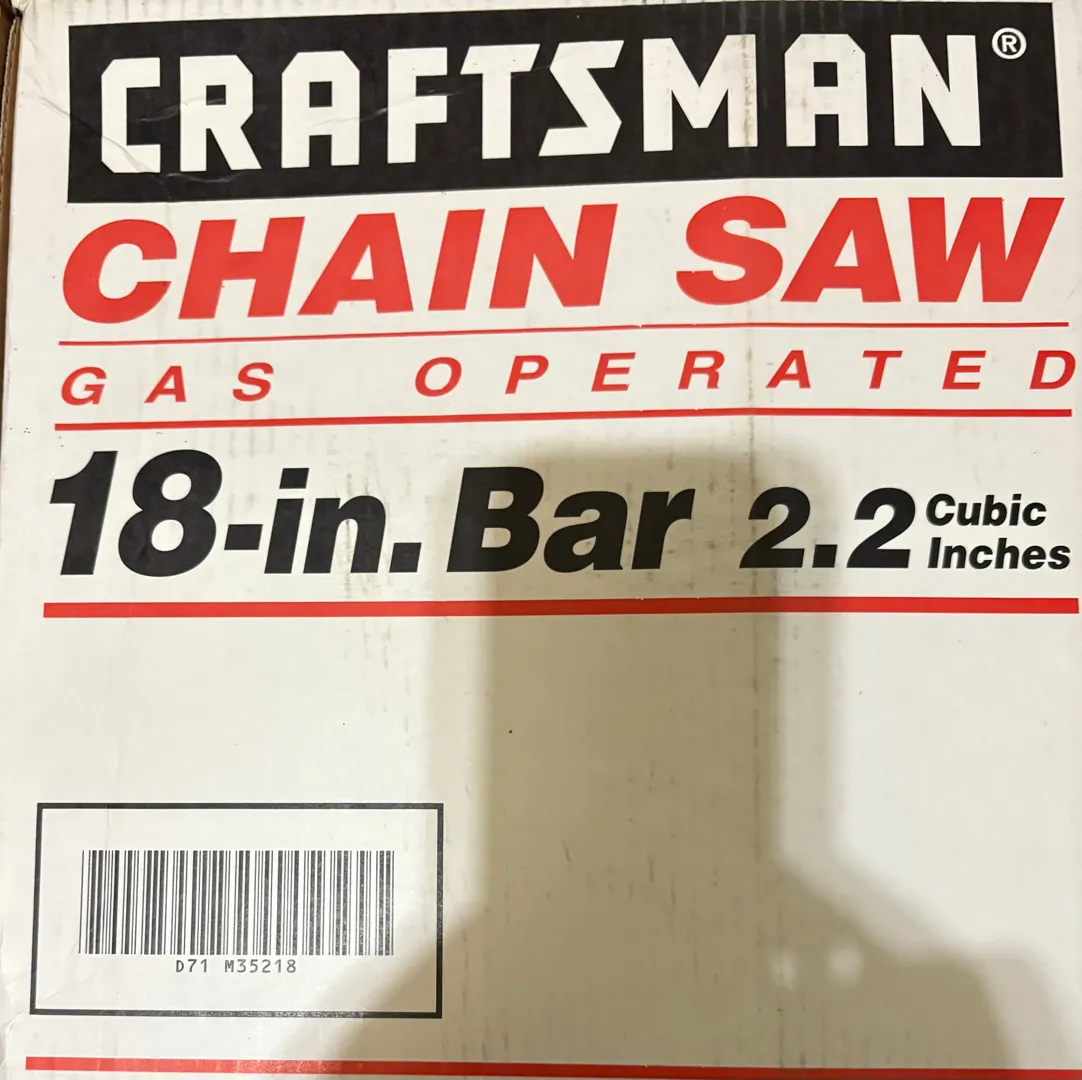 CRAFTSMAN®
CHAIN SAW
GAS OPERATED
18-in. Bar 2.2 Cubic Inches
D71 M35218